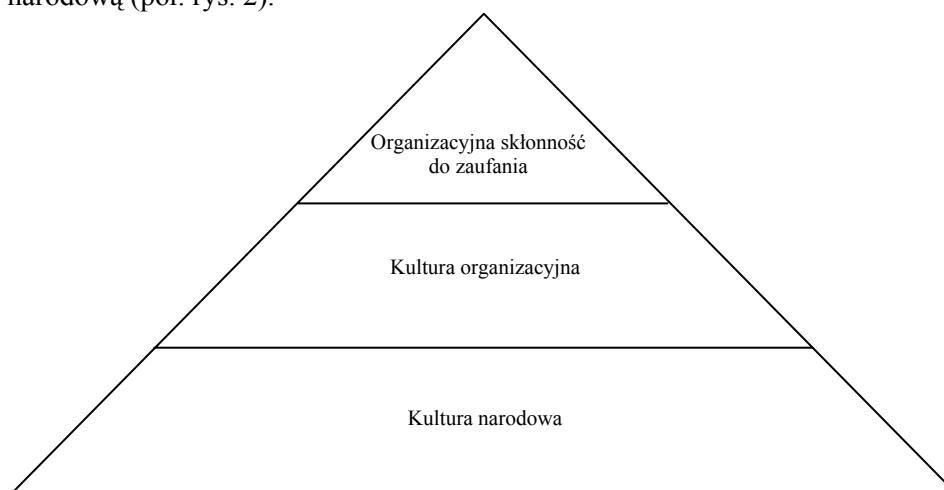 narodową (por. rys. 2).
Organizacyjna skłonność
do zaufania
Kultura organizacyjna
Kultura narodowa